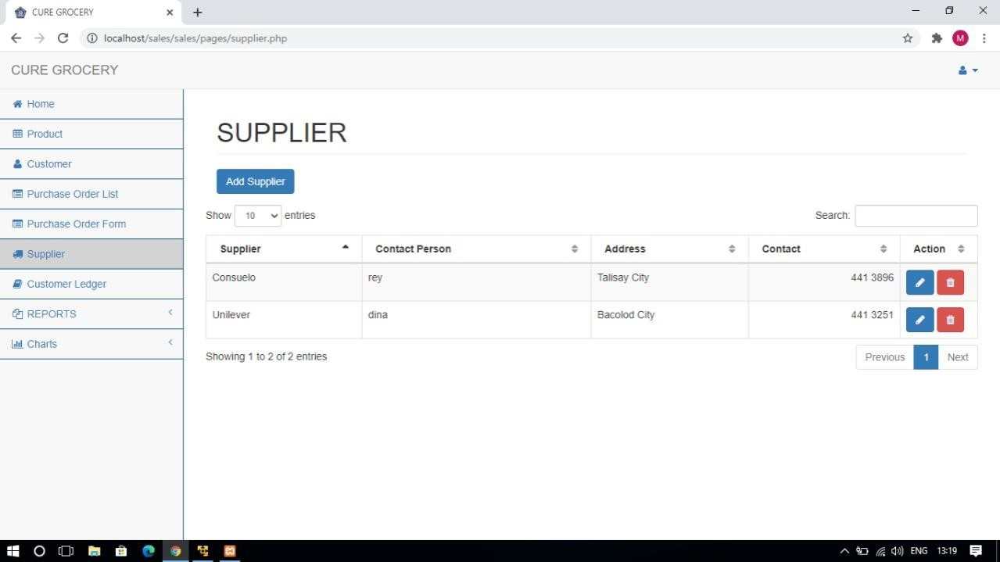 CURE GROCERY
localhost/sales/sales/pages/supplier.php
M
CURE GROCERY
Home
Product
Customer
Purchase Order List
Purchase Order Form
Supplier
Customer Ledger
REPORTS
Charts
SUPPLIER
Add Supplier
Show 10 entries Search:
Supplier Contact Person Address Contact Action
Consuelo rey Talisay City 441 3896
Unilever dina Bacolod City 441 3251
Showing 1 to 2 of 2 entries Previous 1 Next
ENG 13:19